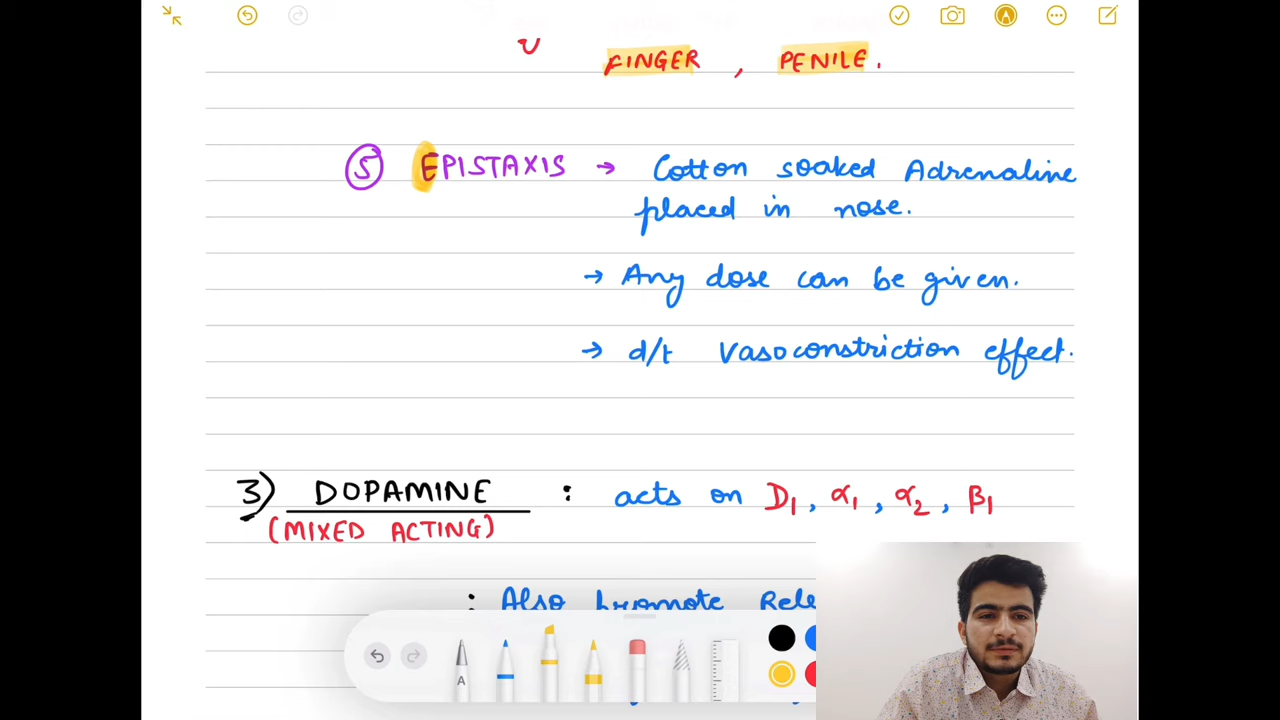 FINGER , PENILE.
5 EPISTAXIS → Cotton soaked Adrenaline
placed in nose.
→ Any dose can be given.
→ d/t vasoconstriction effect.
3) DOPAMINE : acts on D1, α1, α2, β1
(MIXED ACTING)
: Also promote Rele
A